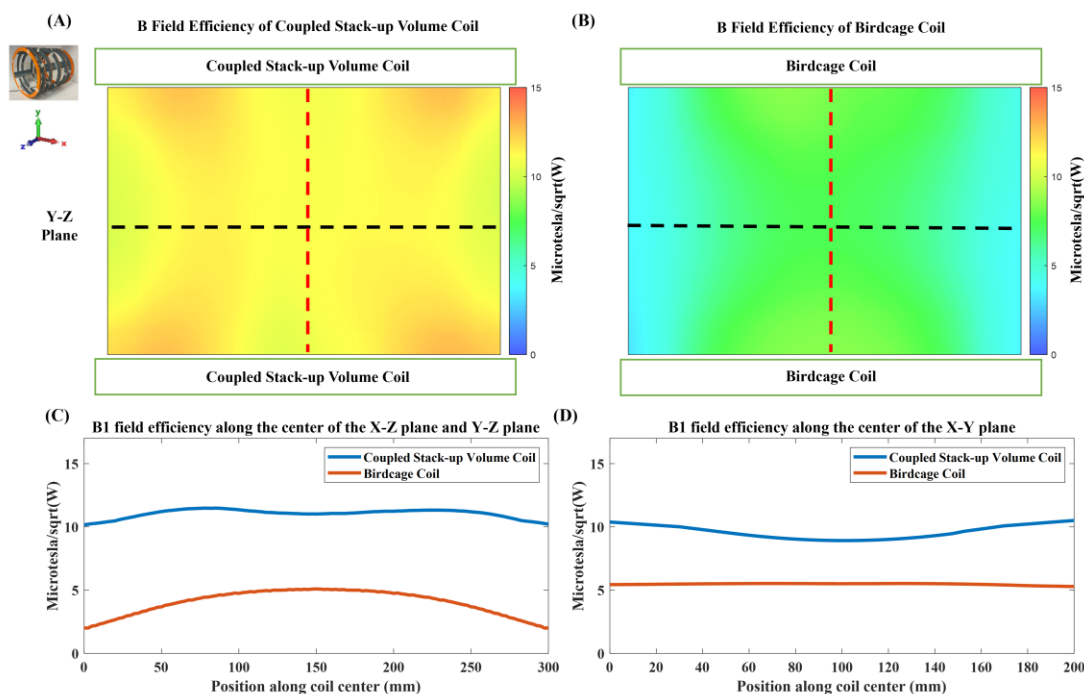 (A)
B Field Efficiency of Coupled Stack-up Volume Coil
Coupled Stack-up Volume Coil
15
10
5
0
Microtesla/sqrt(W)
y
z
x
Y-Z
Plane
Coupled Stack-up Volume Coil
(B)
B Field Efficiency of Birdcage Coil
Birdcage Coil
15
10
5
0
Microtesla/sqrt(W)
Birdcage Coil
(C)
B1 field efficiency along the center of the X-Z plane and Y-Z plane
Coupled Stack-up Volume Coil
Birdcage Coil
Microtesla/sqrt(W)
15
10
5
0
0 50 100 150 200 250 300
Position along coil center (mm)
(D)
B1 field efficiency along the center of the X-Y plane
Coupled Stack-up Volume Coil
Birdcage Coil
Microtesla/sqrt(W)
15
10
5
0
0 20 40 60 80 100 120 140 160 180 200
Position along coil center (mm)